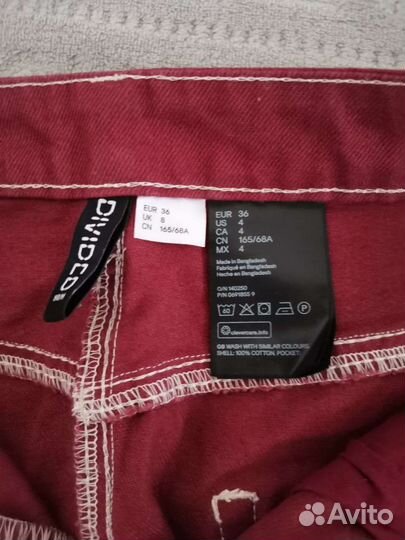 DIVIDED
H&M
EUR 36
UK 8
CN 165/68A
EUR 36
US 4
CA 4
CN 165/68A
MX 4
Made in Bangladesh
Fabriqué en Bangladesh
Hecho en Bangladesh
O/N 140250
P/N 0691855 9
60
P
clevercare.info
GB WASH WITH SIMILAR COLOURS.
SHELL: 100% COTTON. POCKET:
Avito